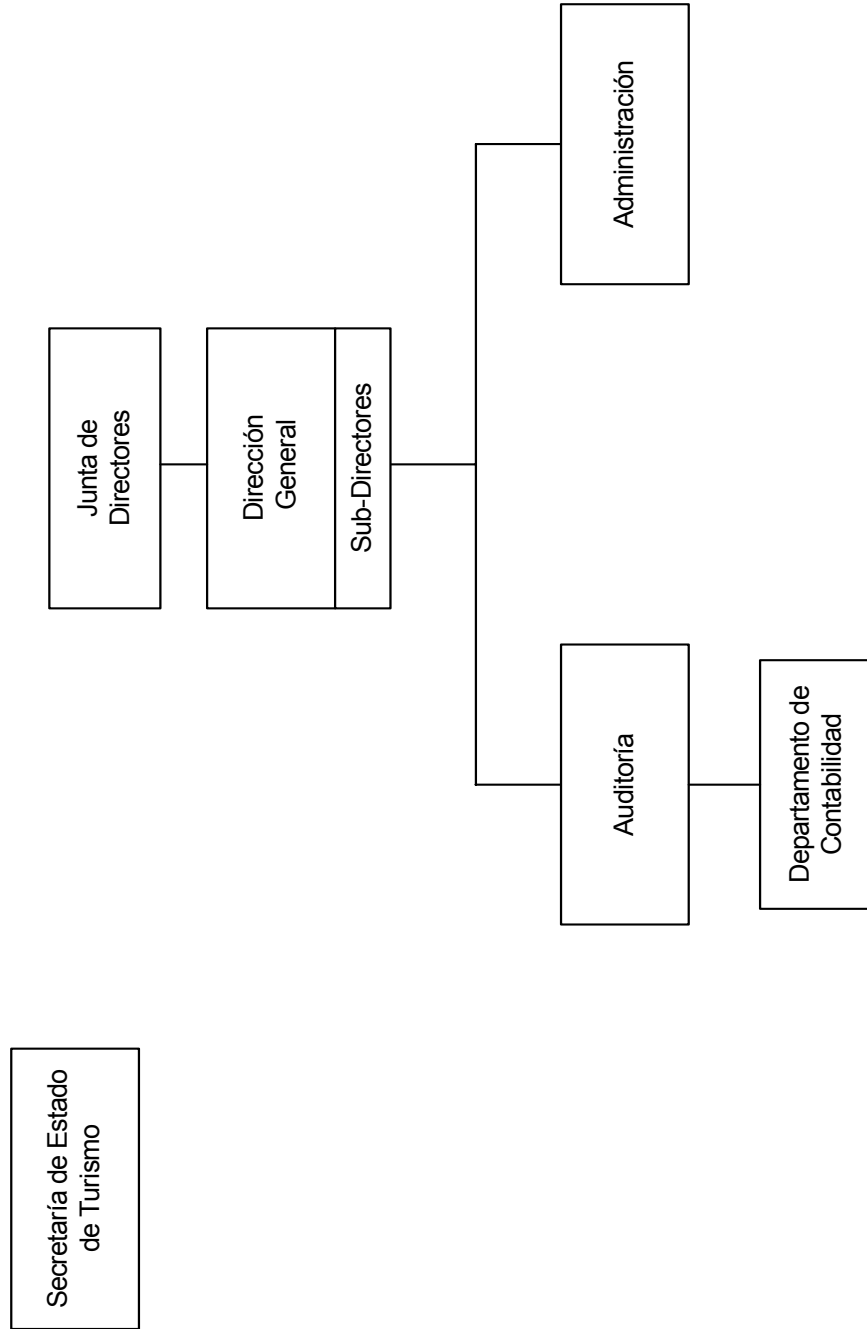 Secretaría de Estado
de Turismo
Junta de
Directores
Dirección
General
Sub-Directores
Auditoría
Administración
Departamento de
Contabilidad